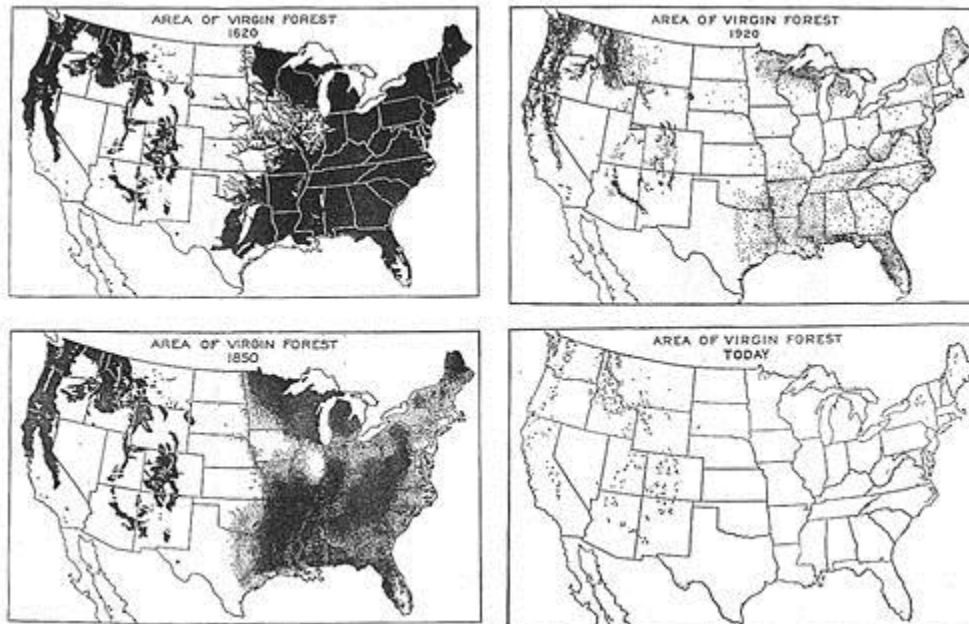 AREA OF VIRGIN FOREST
1620
AREA OF VIRGIN FOREST
1920
AREA OF VIRGIN FOREST
1850
AREA OF VIRGIN FOREST
TODAY